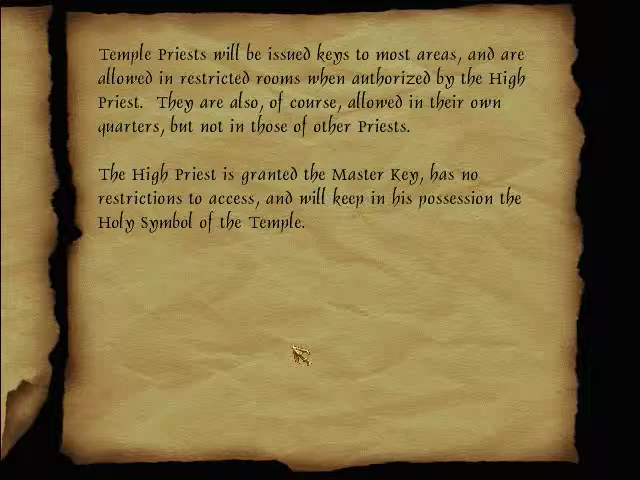 Temple Priests will be issued keys to most areas, and are
allowed in restricted rooms when authorized by the High
Priest. They are also, of course, allowed in their own
quarters, but not in those of other Priests.
The High Priest is granted the Master Key, has no
restrictions to access, and will keep in his possession the
Holy Symbol of the Temple.